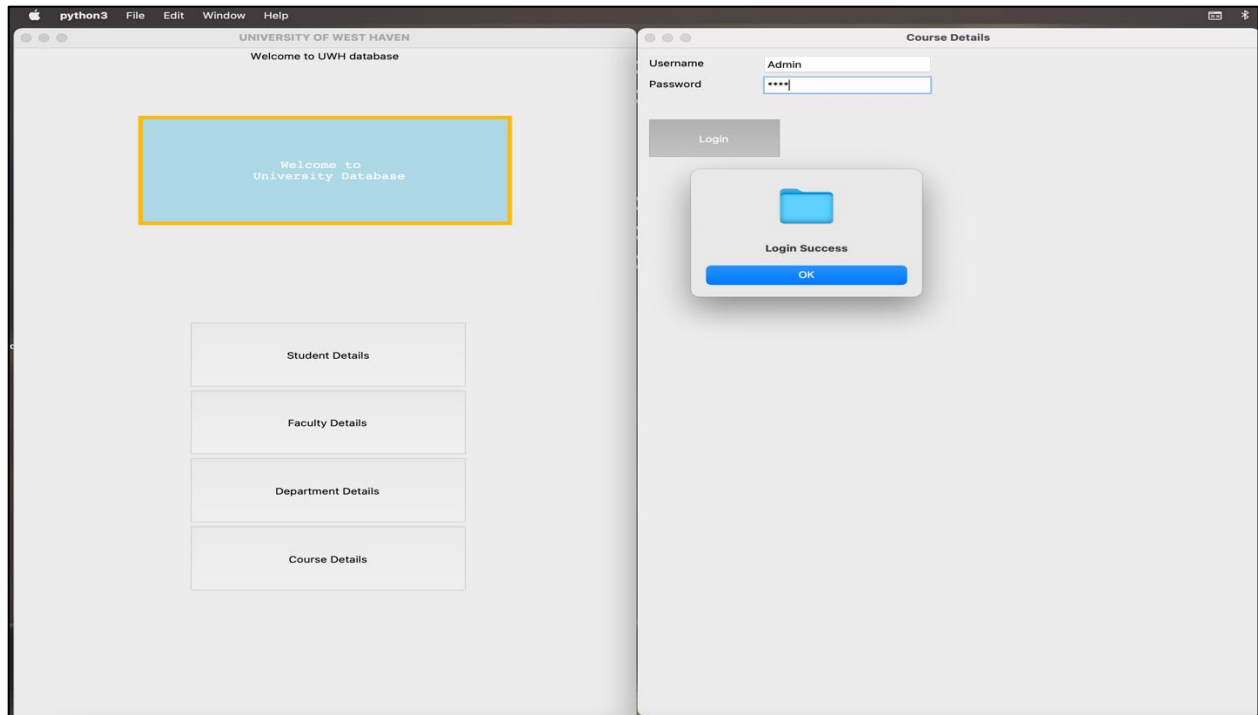 python3 File Edit Window Help
UNIVERSITY OF WEST HAVEN
Welcome to UWH database
Welcome to
University Database
Student Details
Faculty Details
Department Details
Course Details
Course Details
Username Admin
Password ****
Login
Login Success
OK